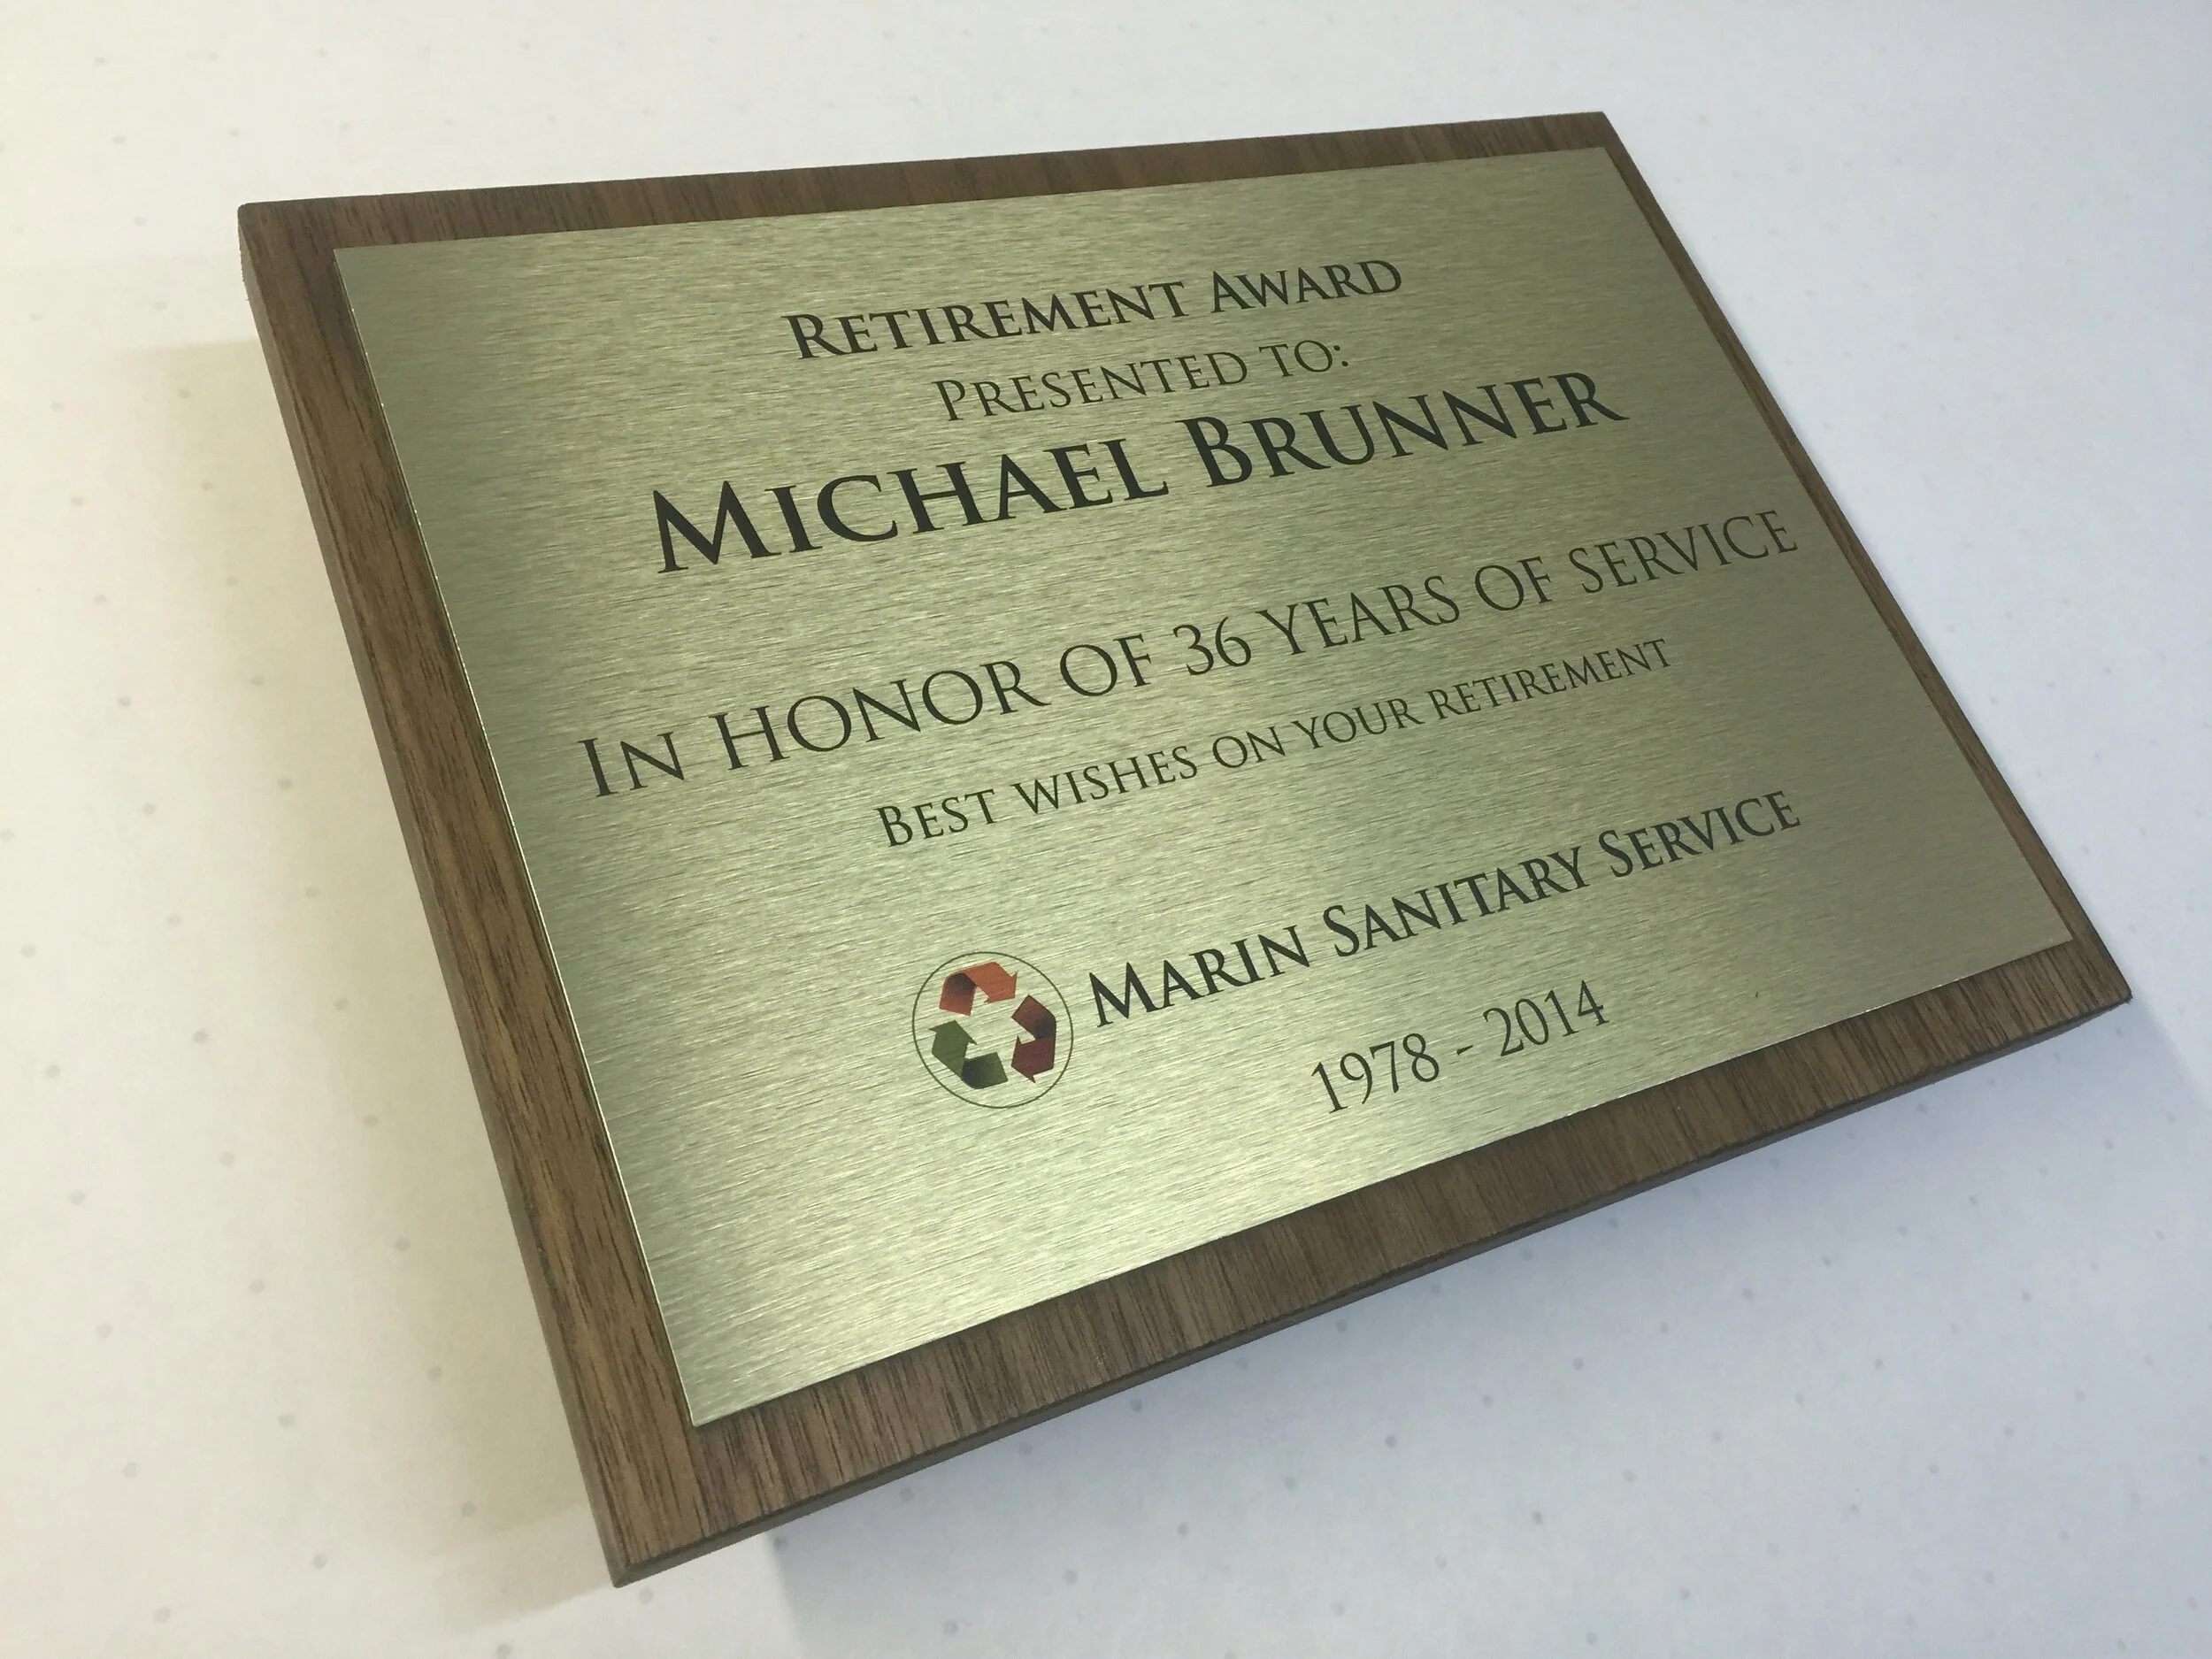 Retirement Award
Presented to:
Michael Brunner
In Honor of 36 years of service
Best wishes on your retirement
Marin Sanitary Service
1978 - 2014